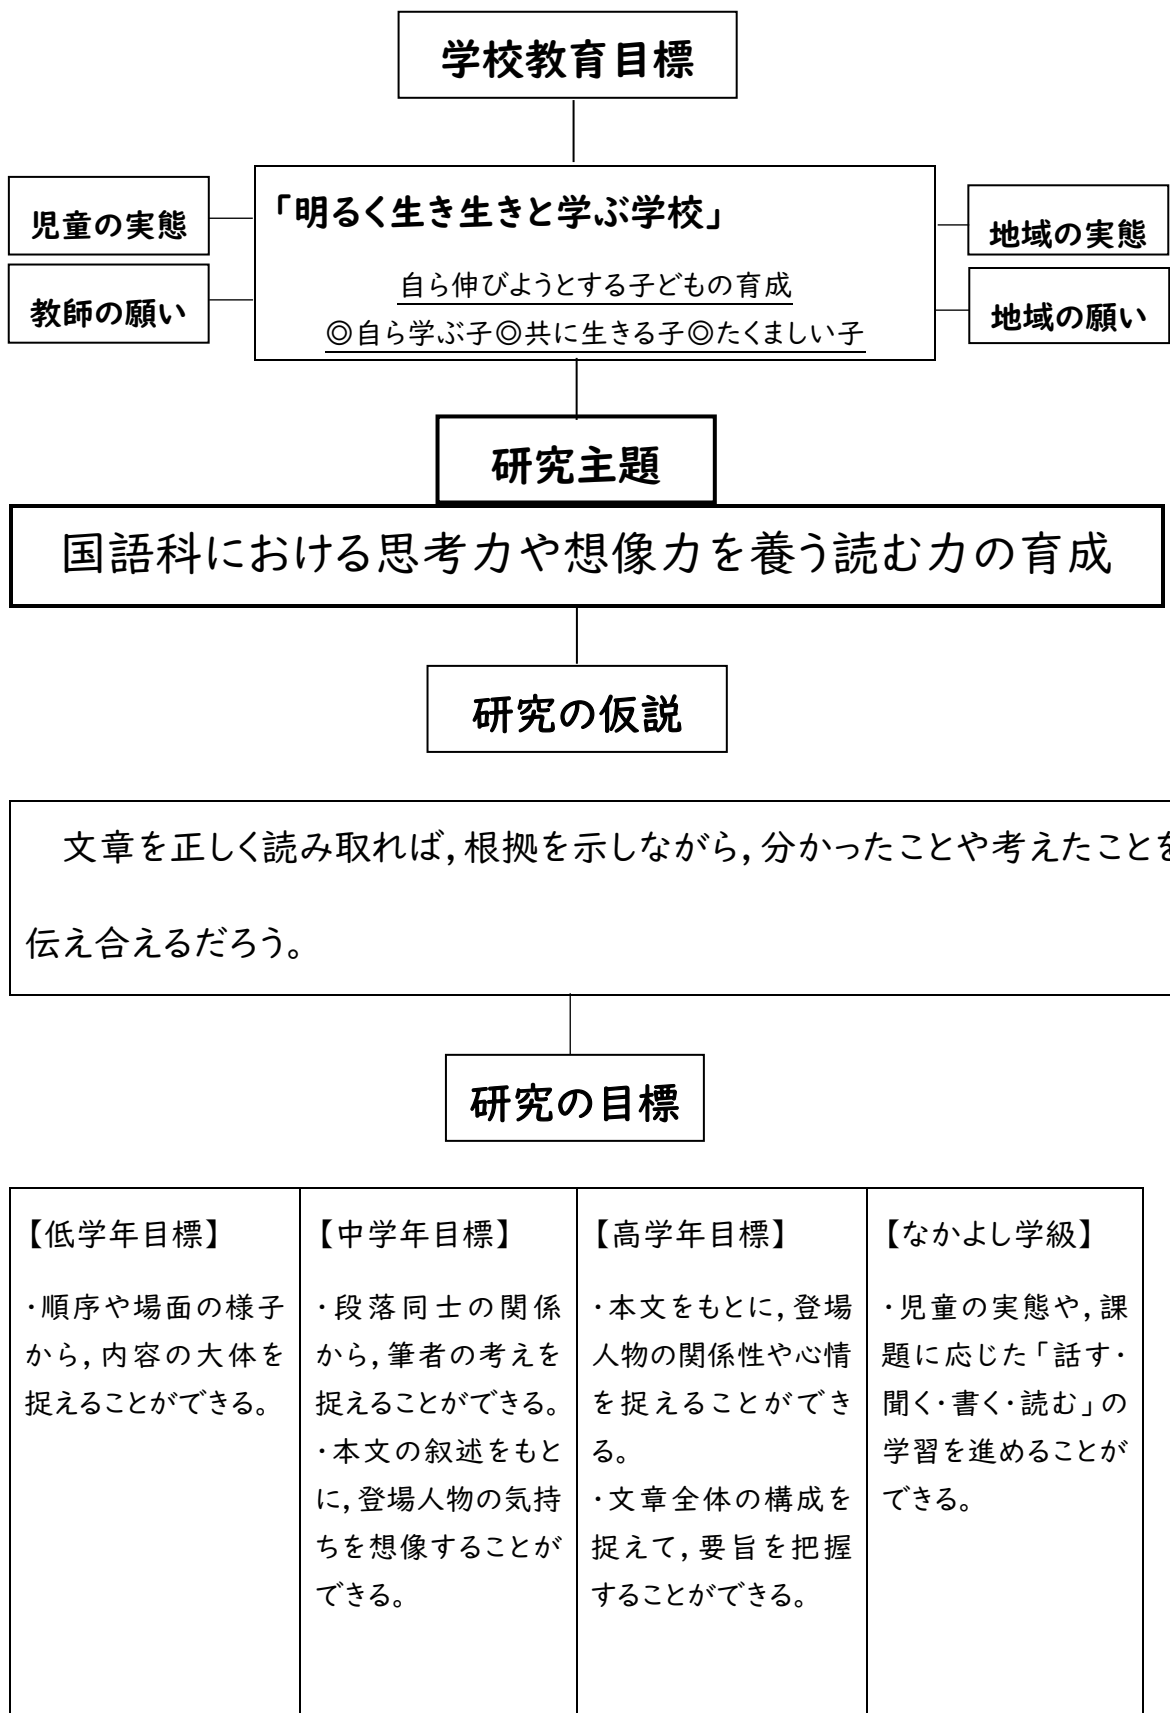 学校教育目標
児童の実態
教師の願い
「明るく生き生きと学ぶ学校」
自ら伸びようとする子どもの育成
◎自ら学ぶ子◎共に生きる子◎たくましい子
地域の実態
地域の願い
研究主題
国語科における思考力や想像力を養う読む力の育成
研究の仮説
文章を正しく読み取れば，根拠を示しながら，分かったことや考えたことを
伝え合えるだろう。
研究の目標
【低学年目標】
・順序や場面の様子
から，内容の大体を
捉えることができる。
【中学年目標】
・段落同士の関係
から，筆者の考えを
捉えることができる。
・本文の叙述をもと
に，登場人物の気持
ちを想像することが
できる。
【高学年目標】
・本文をもとに，登場
人物の関係性や心情
を捉えることができ
る。
・文章全体の構成を
捉えて，要旨を把握
することができる。
【なかよし学級】
・児童の実態や，課
題に応じた「話す・
聞く・書く・読む」の
学習を進めることが
できる。